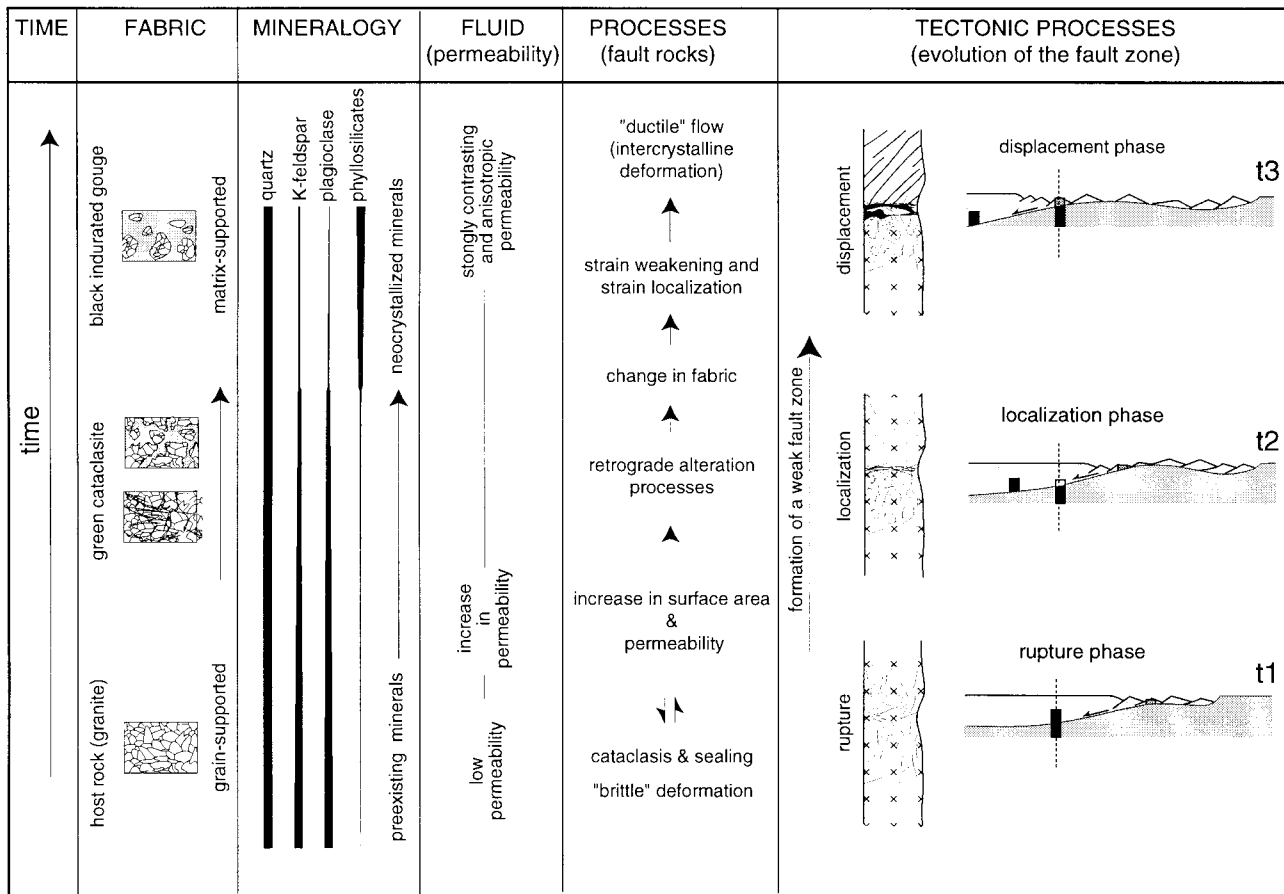 TIME
FABRIC
MINERALOGY
FLUID
(permeability)
PROCESSES
(fault rocks)
TECTONIC PROCESSES
(evolution of the fault zone)
time
black indurated gouge
green cataclasite
host rock (granite)
matrix-supported
grain-supported
quartz
K-feldspar
plagioclase
phyllosilicates
neocrystallized minerals
preexisting minerals
strongly contrasting
and anisotropic
permeability
increase
in
permeability
low
permeability
"ductile" flow
(intercrystalline
deformation)
strain weakening and
strain localization
change in fabric
retrograde alteration
processes
increase in surface area
&
permeability
cataclasis & sealing
"brittle" deformation
formation of a weak fault zone
displacement
localization
rupture
displacement phase
t3
localization phase
t2
rupture phase
t1